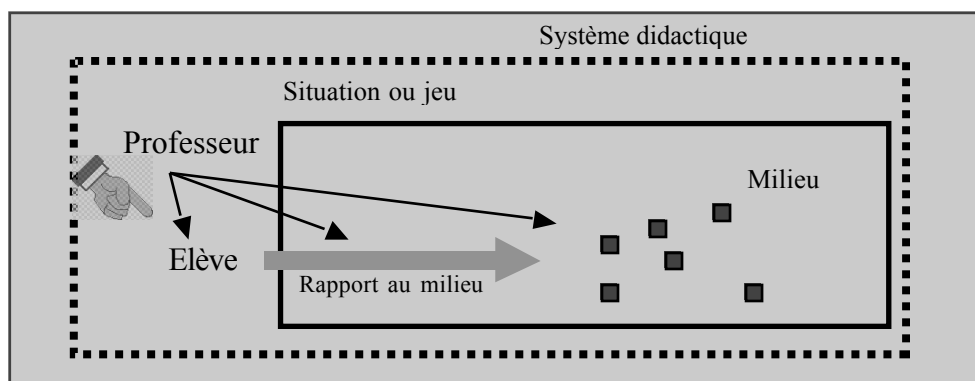 Système didactique
Situation ou jeu
Professeur
Milieu
Elève
Rapport au milieu